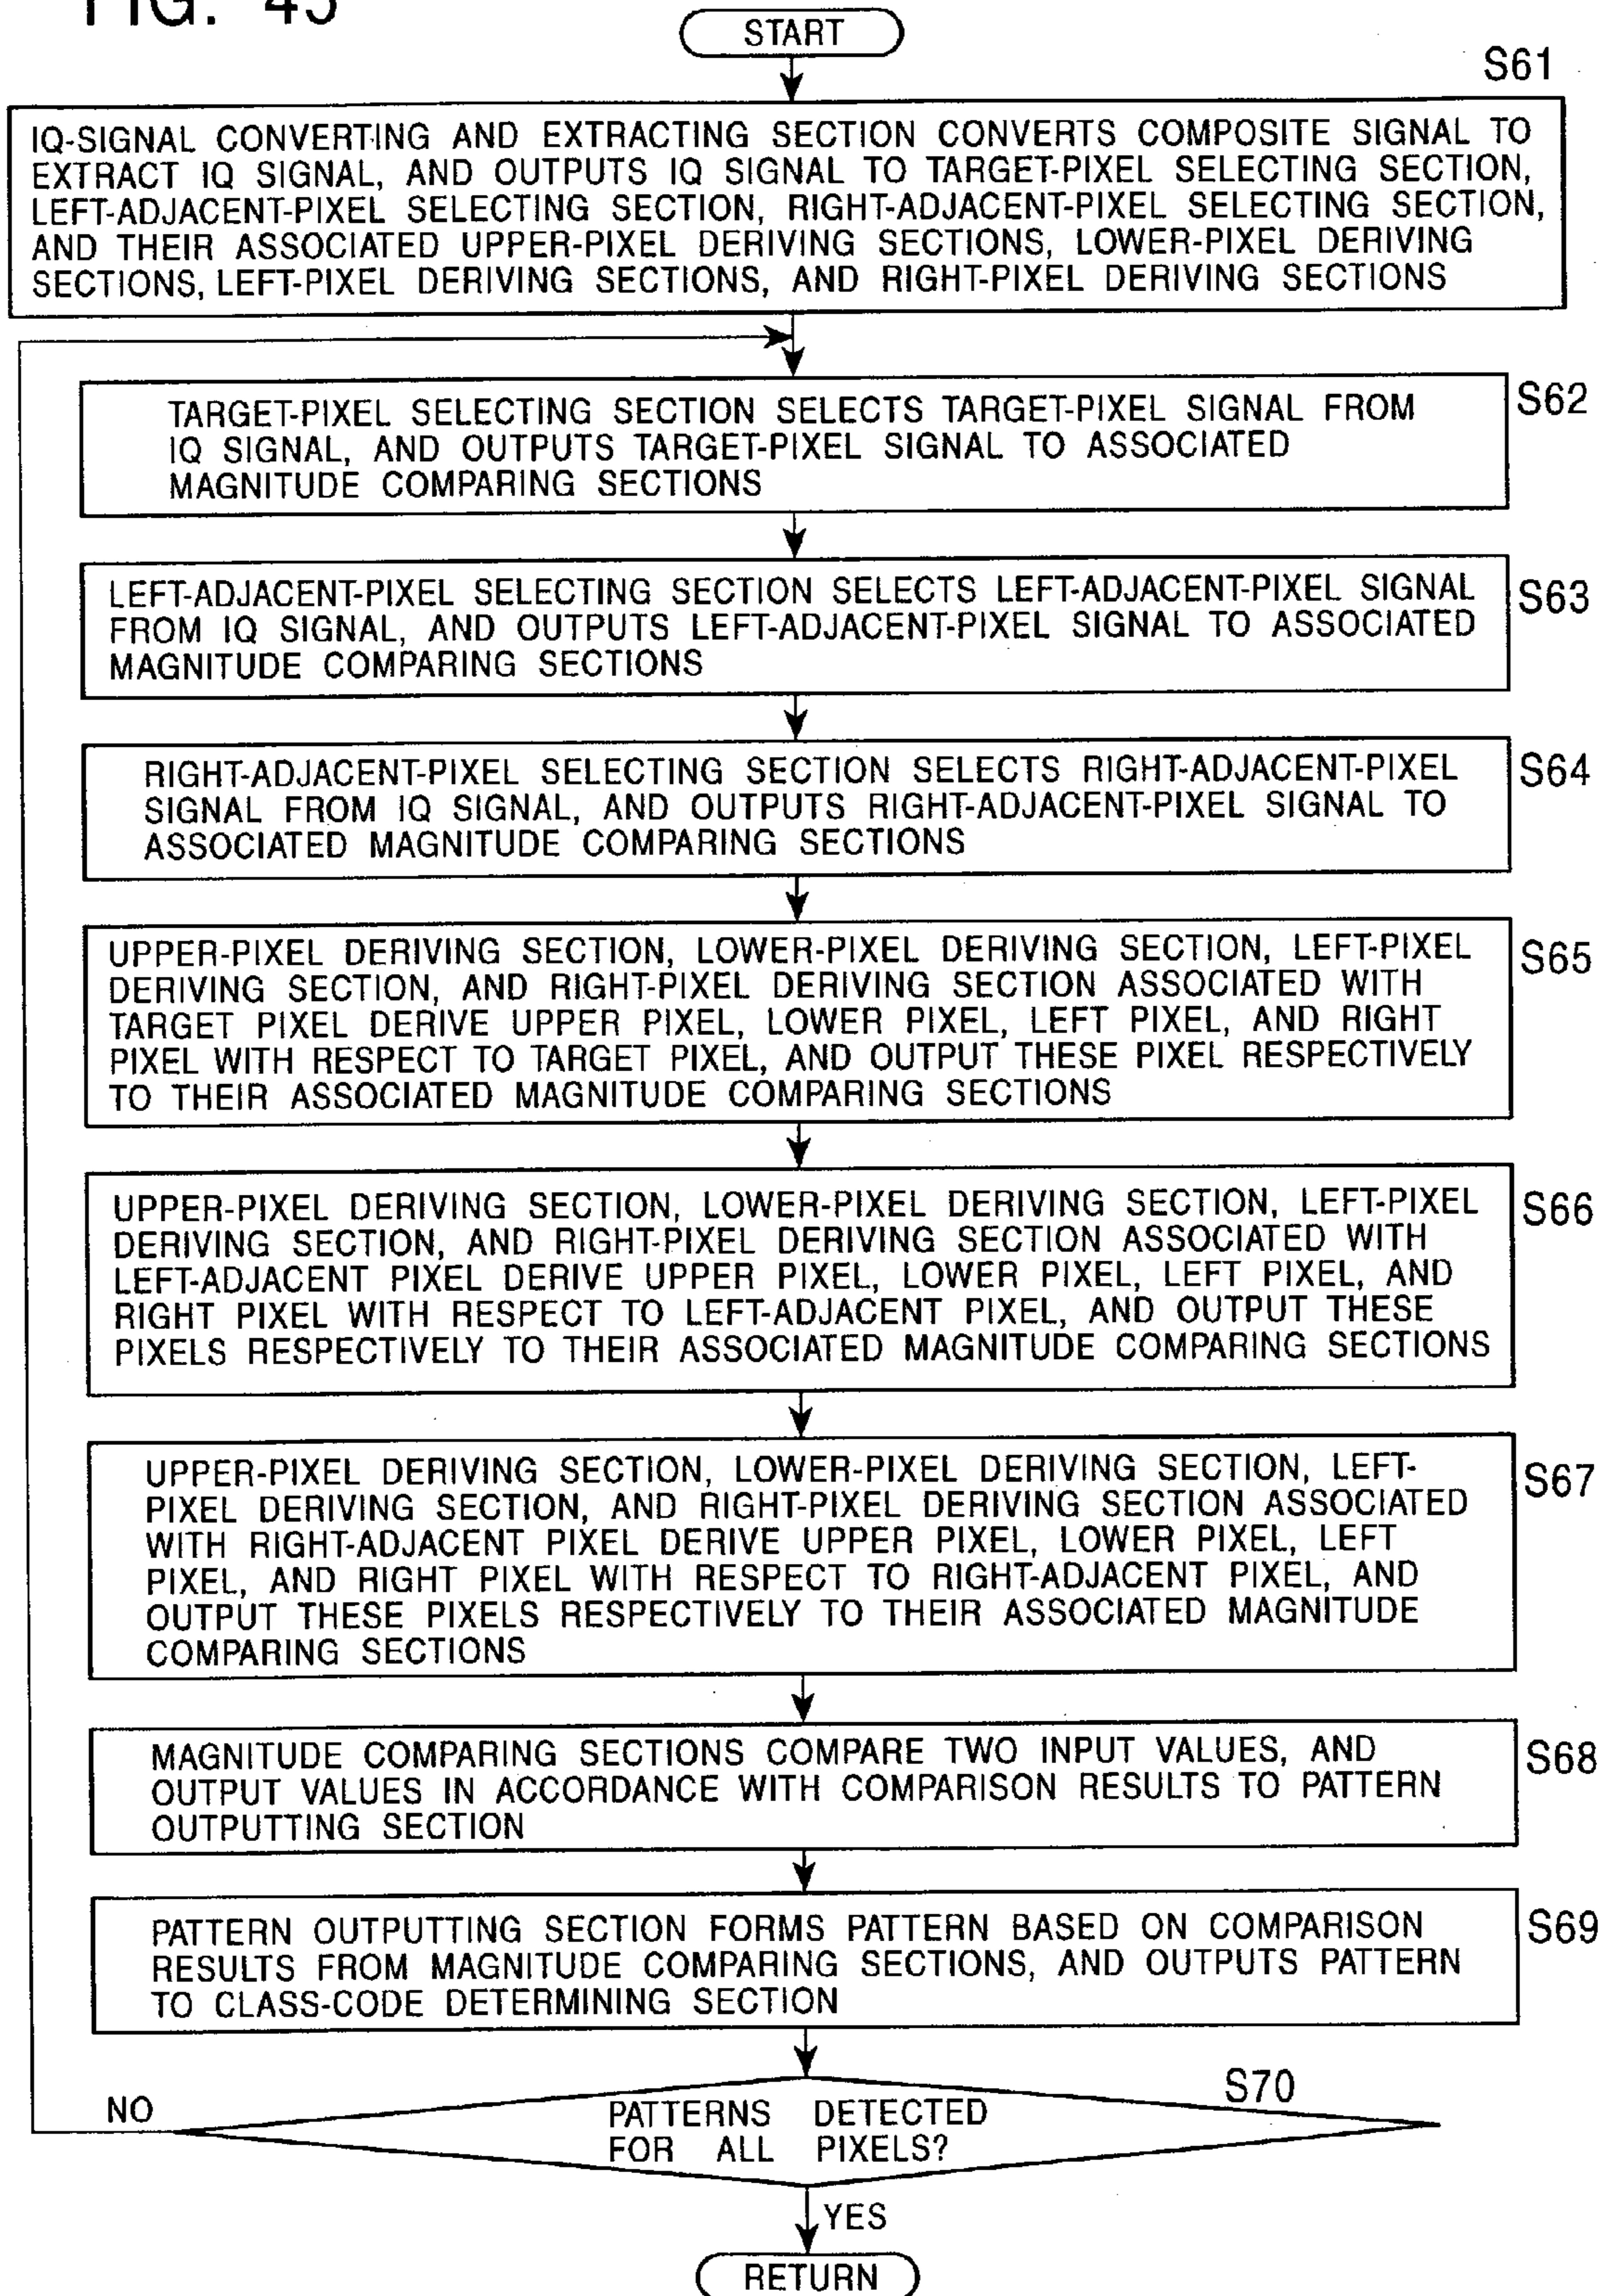 FIG. 45
START
S61
IQ-SIGNAL CONVERTING AND EXTRACTING SECTION CONVERTS COMPOSITE SIGNAL TO
EXTRACT IQ SIGNAL, AND OUTPUTS IQ SIGNAL TO TARGET-PIXEL SELECTING SECTION,
LEFT-ADJACENT-PIXEL SELECTING SECTION, RIGHT-ADJACENT-PIXEL SELECTING SECTION,
AND THEIR ASSOCIATED UPPER-PIXEL DERIVING SECTIONS, LOWER-PIXEL DERIVING
SECTIONS, LEFT-PIXEL DERIVING SECTIONS, AND RIGHT-PIXEL DERIVING SECTIONS
S62
TARGET-PIXEL SELECTING SECTION SELECTS TARGET-PIXEL SIGNAL FROM
IQ SIGNAL, AND OUTPUTS TARGET-PIXEL SIGNAL TO ASSOCIATED
MAGNITUDE COMPARING SECTIONS
S63
LEFT-ADJACENT-PIXEL SELECTING SECTION SELECTS LEFT-ADJACENT-PIXEL SIGNAL
FROM IQ SIGNAL, AND OUTPUTS LEFT-ADJACENT-PIXEL SIGNAL TO ASSOCIATED
MAGNITUDE COMPARING SECTIONS
S64
RIGHT-ADJACENT-PIXEL SELECTING SECTION SELECTS RIGHT-ADJACENT-PIXEL
SIGNAL FROM IQ SIGNAL, AND OUTPUTS RIGHT-ADJACENT-PIXEL SIGNAL TO
ASSOCIATED MAGNITUDE COMPARING SECTIONS
S65
UPPER-PIXEL DERIVING SECTION, LOWER-PIXEL DERIVING SECTION, LEFT-PIXEL
DERIVING SECTION, AND RIGHT-PIXEL DERIVING SECTION ASSOCIATED WITH
TARGET PIXEL DERIVE UPPER PIXEL, LOWER PIXEL, LEFT PIXEL, AND RIGHT
PIXEL WITH RESPECT TO TARGET PIXEL, AND OUTPUT THESE PIXEL RESPECTIVELY
TO THEIR ASSOCIATED MAGNITUDE COMPARING SECTIONS
S66
UPPER-PIXEL DERIVING SECTION, LOWER-PIXEL DERIVING SECTION, LEFT-PIXEL
DERIVING SECTION, AND RIGHT-PIXEL DERIVING SECTION ASSOCIATED WITH
LEFT-ADJACENT PIXEL DERIVE UPPER PIXEL, LOWER PIXEL, LEFT PIXEL, AND
RIGHT PIXEL WITH RESPECT TO LEFT-ADJACENT PIXEL, AND OUTPUT THESE
PIXELS RESPECTIVELY TO THEIR ASSOCIATED MAGNITUDE COMPARING SECTIONS
S67
UPPER-PIXEL DERIVING SECTION, LOWER-PIXEL DERIVING SECTION, LEFT-
PIXEL DERIVING SECTION, AND RIGHT-PIXEL DERIVING SECTION ASSOCIATED
WITH RIGHT-ADJACENT PIXEL DERIVE UPPER PIXEL, LOWER PIXEL, LEFT
PIXEL, AND RIGHT PIXEL WITH RESPECT TO RIGHT-ADJACENT PIXEL, AND
OUTPUT THESE PIXELS RESPECTIVELY TO THEIR ASSOCIATED MAGNITUDE
COMPARING SECTIONS
S68
MAGNITUDE COMPARING SECTIONS COMPARE TWO INPUT VALUES, AND
OUTPUT VALUES IN ACCORDANCE WITH COMPARISON RESULTS TO PATTERN
OUTPUTTING SECTION
S69
PATTERN OUTPUTTING SECTION FORMS PATTERN BASED ON COMPARISON
RESULTS FROM MAGNITUDE COMPARING SECTIONS, AND OUTPUTS PATTERN
TO CLASS-CODE DETERMINING SECTION
S70
NO
PATTERNS DETECTED
FOR ALL PIXELS?
YES
RETURN